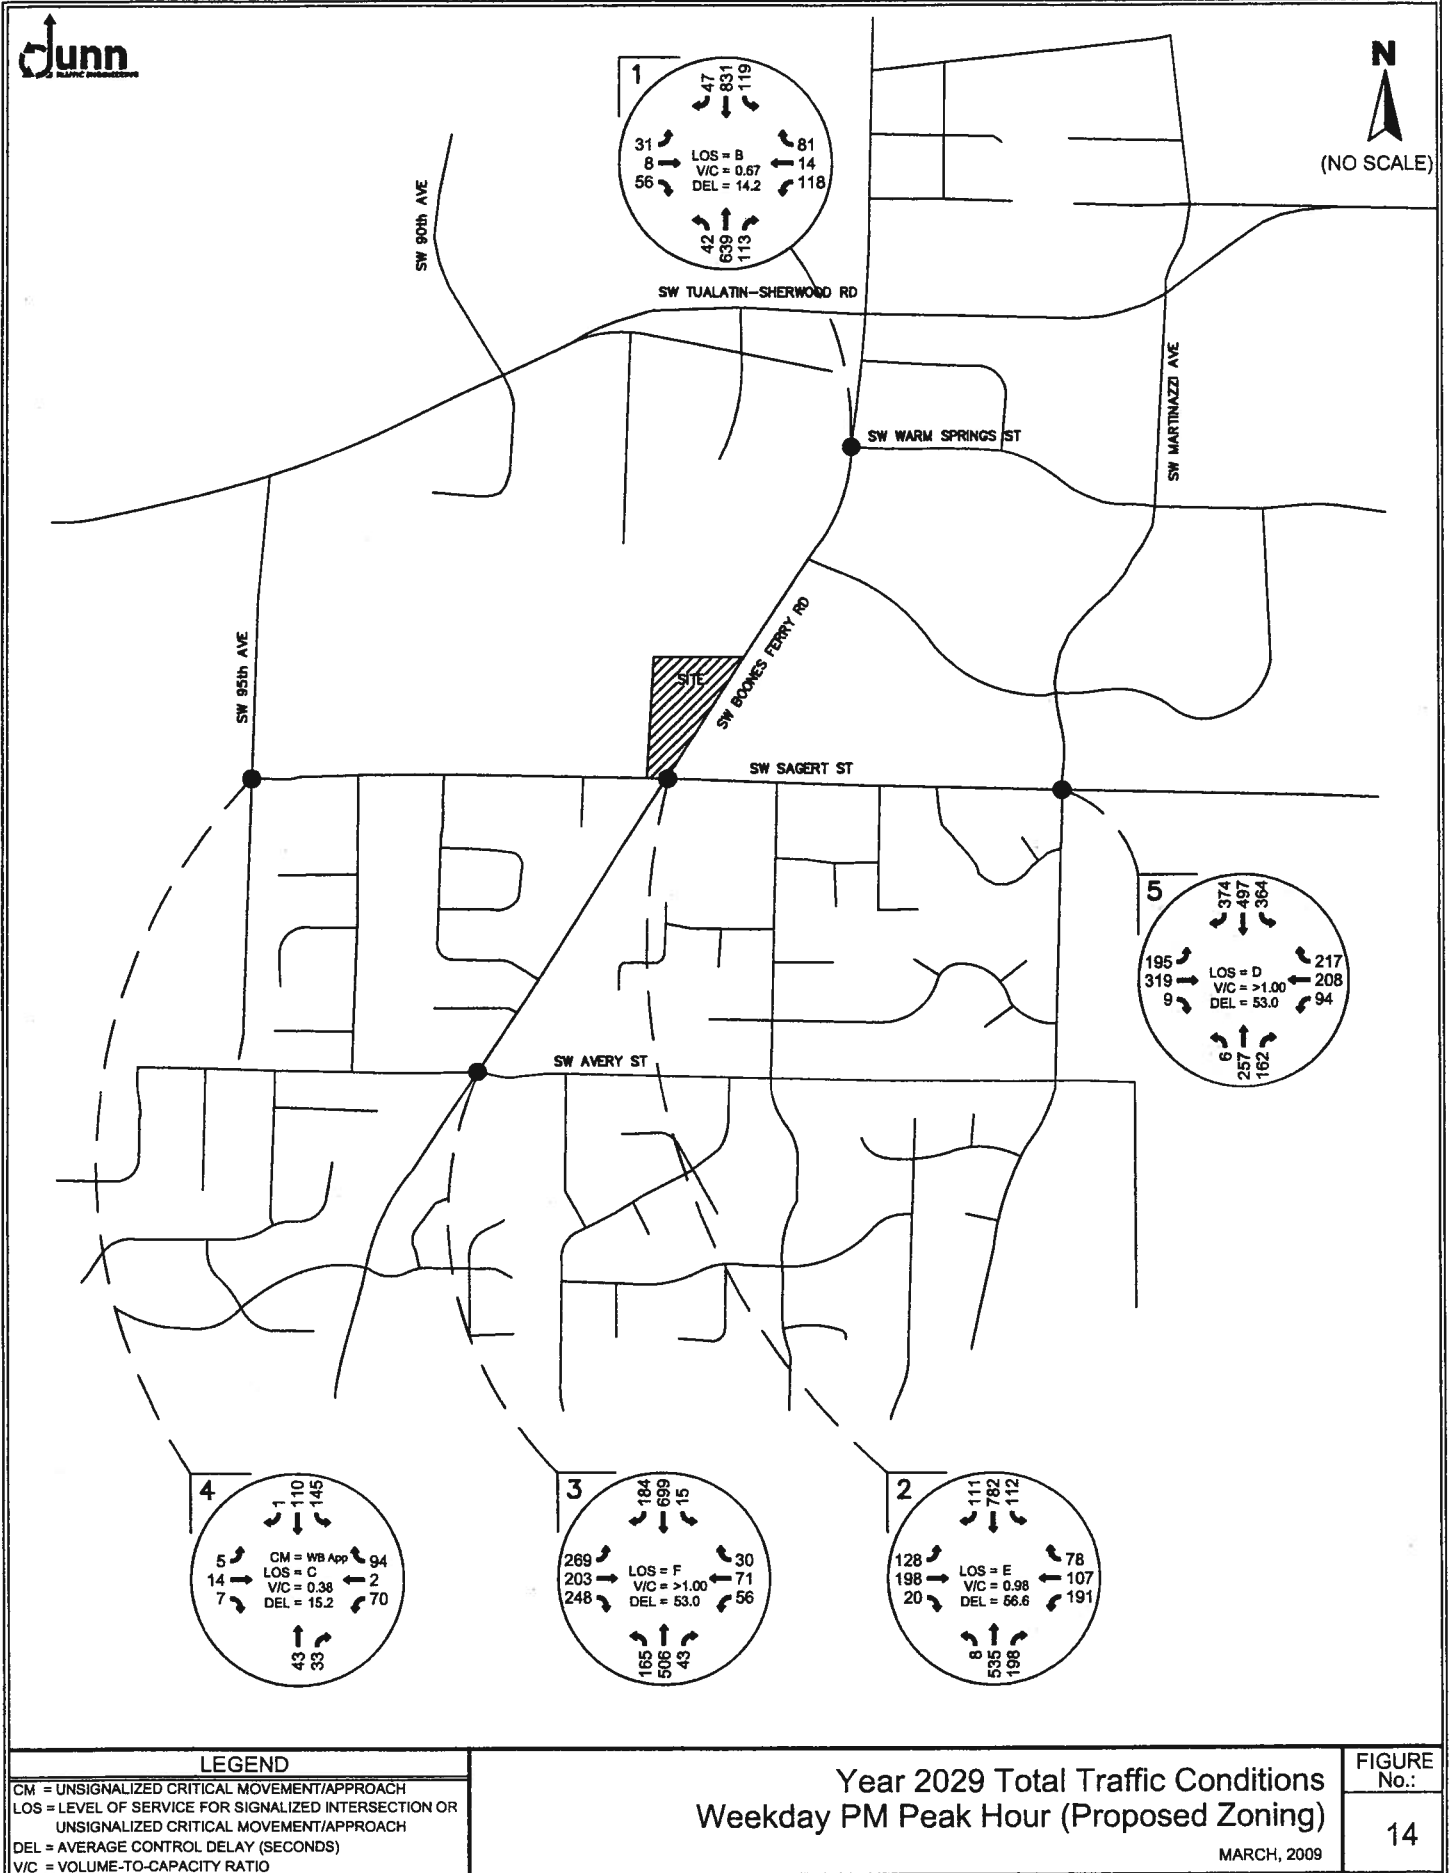 dunn
TRAFFIC ENGINEERING
N
(NO SCALE)
1
47 831 119
31 8 56
LOS = B
V/C = 0.67
DEL = 14.2
81 14 118
42 639 113
SW 90th AVE
SW TUALATIN-SHERWOOD RD
SW MARTINAZZI AVE
SW WARM SPRINGS ST
SW 95th AVE
SITE
SW BOONES FERRY RD
SW SAGERT ST
5
374 497 364
195 319 9
LOS = D
V/C = >1.00
DEL = 53.0
217 208 94
6 257 162
SW AVERY ST
4
1 110 145
5 14 7
CM = WB App
LOS = C
V/C = 0.38
DEL = 15.2
94 2 70
43 33
3
184 699 15
269 203 248
LOS = F
V/C = >1.00
DEL = 53.0
30 71 56
165 506 43
2
111 782 112
128 198 20
LOS = E
V/C = 0.98
DEL = 56.6
78 107 191
8 535 198
LEGEND
CM = UNSIGNALIZED CRITICAL MOVEMENT/APPROACH
LOS = LEVEL OF SERVICE FOR SIGNALIZED INTERSECTION OR
UNSIGNALIZED CRITICAL MOVEMENT/APPROACH
DEL = AVERAGE CONTROL DELAY (SECONDS)
V/C = VOLUME-TO-CAPACITY RATIO
Year 2029 Total Traffic Conditions
Weekday PM Peak Hour (Proposed Zoning)
MARCH, 2009
FIGURE
No.:
14